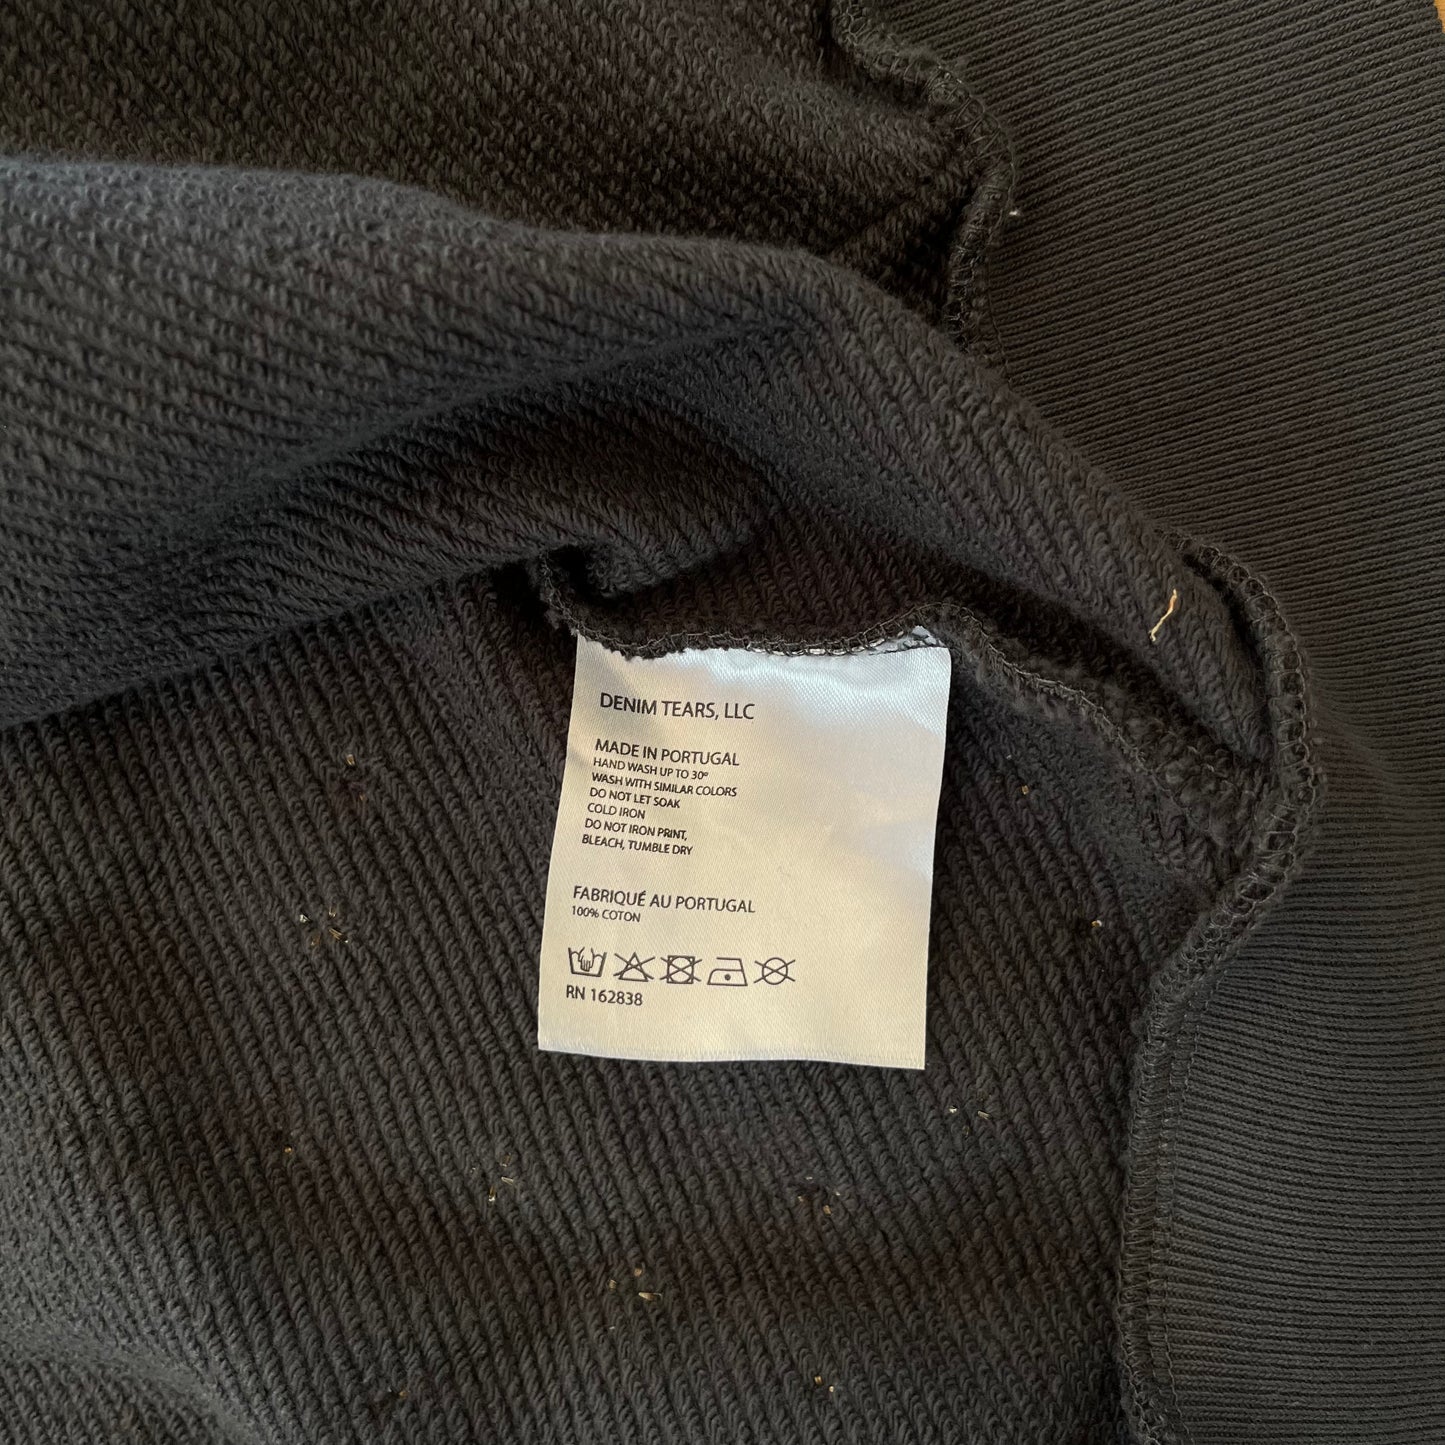 DENIM TEARS, LLC
MADE IN PORTUGAL
HAND WASH UP TO 30º
WASH WITH SIMILAR COLORS
DO NOT LET SOAK
COLD IRON
DO NOT IRON PRINT,
BLEACH, TUMBLE DRY
FABRIQUÉ AU PORTUGAL
100% COTON
RN 162838